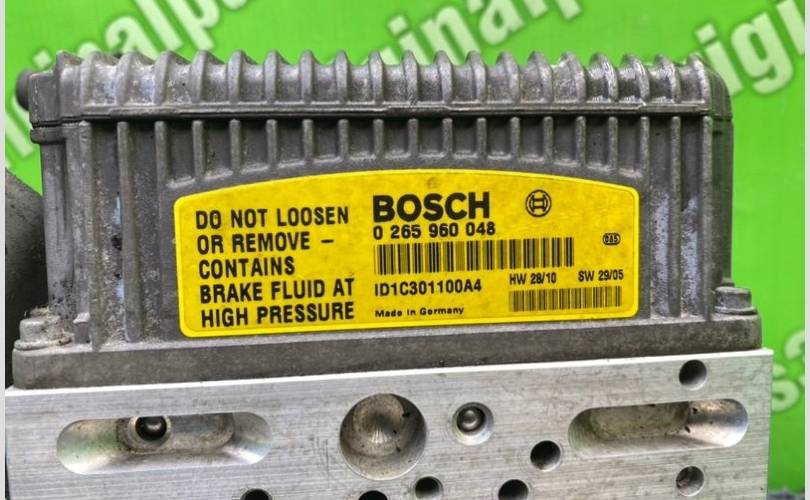 DO NOT LOOSEN
OR REMOVE –
CONTAINS
BRAKE FLUID AT
HIGH PRESSURE
BOSCH
0 265 960 048
ID1C301100A4
HW 28/10
SW 29/05
Made in Germany